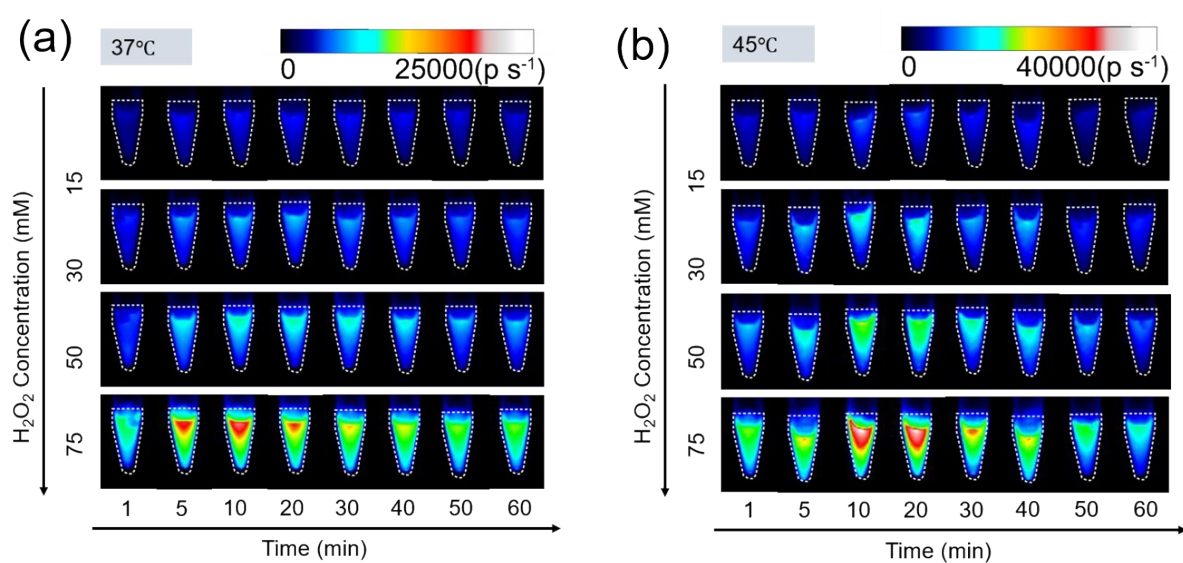 (a)
37°C
0 25000(p s⁻¹)
H₂O₂ Concentration (mM)
15
30
50
75
1 5 10 20 30 40 50 60
Time (min)
(b)
45°C
0 40000(p s⁻¹)
H₂O₂ Concentration (mM)
15
30
50
75
1 5 10 20 30 40 50 60
Time (min)